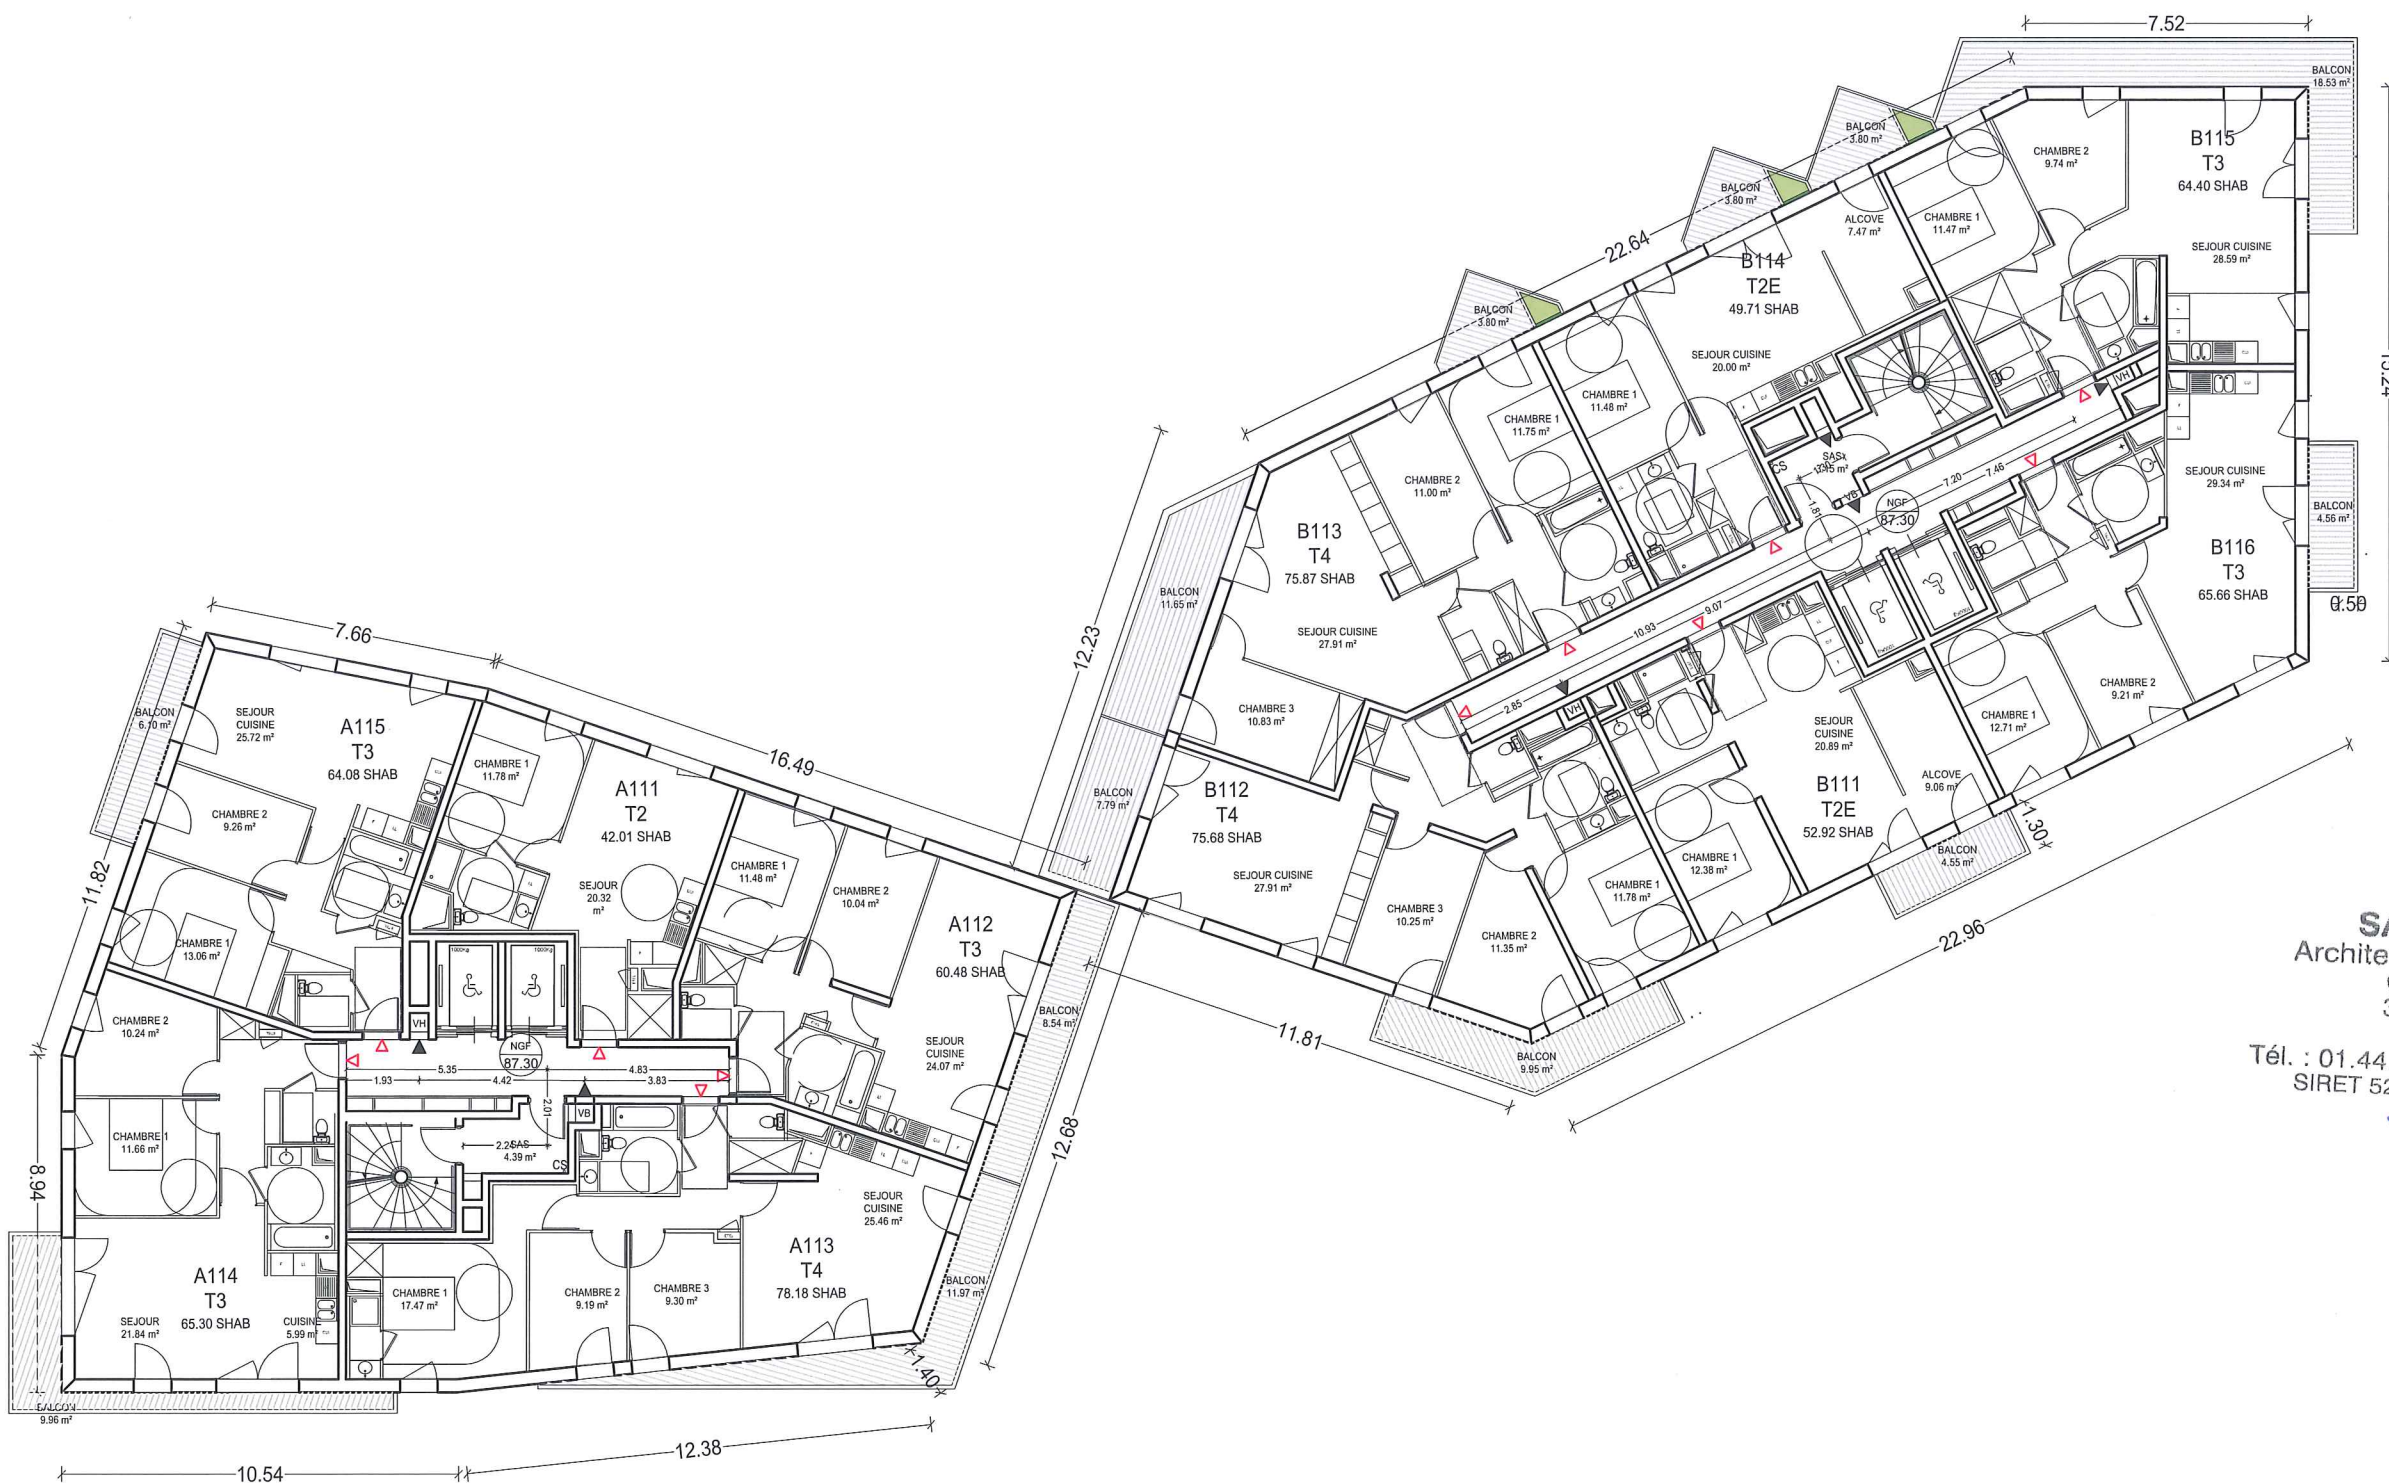 7.52
BALCON
18.53 m²
BALCON
3.80 m²
BALCON
3.80 m²
BALCON
3.80 m²
22.64
B115
T3
64.40 SHAB
CHAMBRE 2
9.74 m²
CHAMBRE 1
11.47 m²
SEJOUR CUISINE
28.59 m²
ALCOVE
7.47 m²
B114
T2E
49.71 SHAB
SEJOUR CUISINE
20.00 m²
CHAMBRE 1
11.48 m²
CHAMBRE 1
11.75 m²
CHAMBRE 2
11.00 m²
B113
T4
75.87 SHAB
SEJOUR CUISINE
27.91 m²
CHAMBRE 3
10.83 m²
BALCON
11.65 m²
12.23
VH
CS
SAS
VB
1.81
NGF
87.30
7.20
7.46
9.07
10.93
2.85
VH
SEJOUR CUISINE
29.34 m²
BALCON
4.56 m²
B116
T3
65.66 SHAB
0.50
CHAMBRE 2
9.21 m²
CHAMBRE 1
12.71 m²
SEJOUR
CUISINE
20.89 m²
B111
T2E
52.92 SHAB
ALCOVE
9.06 m²
1.30
BALCON
4.55 m²
CHAMBRE 1
12.38 m²
CHAMBRE 1
11.78 m²
B112
T4
75.68 SHAB
SEJOUR CUISINE
27.91 m²
CHAMBRE 3
10.25 m²
CHAMBRE 2
11.35 m²
BALCON
7.79 m²
22.96
11.81
BALCON
9.95 m²
7.66
16.49
BALCON
6.10 m²
SEJOUR
CUISINE
25.72 m²
A115
T3
64.08 SHAB
CHAMBRE 2
9.26 m²
CHAMBRE 1
13.06 m²
11.82
CHAMBRE 1
11.78 m²
A111
T2
42.01 SHAB
SEJOUR
20.32
m²
CHAMBRE 1
11.48 m²
CHAMBRE 2
10.04 m²
A112
T3
60.48 SHAB
SEJOUR
CUISINE
24.07 m²
BALCON
8.54 m²
1000Kg
1000Kg
VH
NGF
87.30
5.35
4.83
1.93
4.42
3.83
2.01
VB
SAS
4.39 m²
CS
CHAMBRE 2
10.24 m²
CHAMBRE 1
11.66 m²
8.94
A114
T3
65.30 SHAB
SEJOUR
21.84 m²
CUISINE
5.99 m²
BALCON
9.96 m²
CHAMBRE 1
17.47 m²
CHAMBRE 2
9.19 m²
CHAMBRE 3
9.30 m²
A113
T4
78.18 SHAB
SEJOUR
CUISINE
25.46 m²
BALCON
11.97 m²
12.68
1.40
12.38
10.54
SA
Archite
Tél. : 01.44
SIRET 52